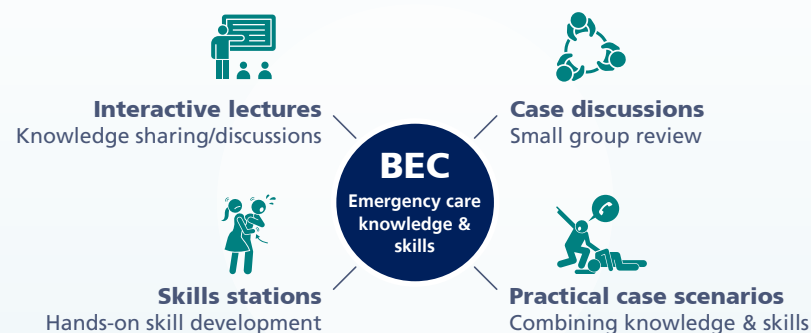 Interactive lectures
Knowledge sharing/discussions
Case discussions
Small group review
BEC
Emergency care
knowledge &
skills
Skills stations
Hands-on skill development
Practical case scenarios
Combining knowledge & skills